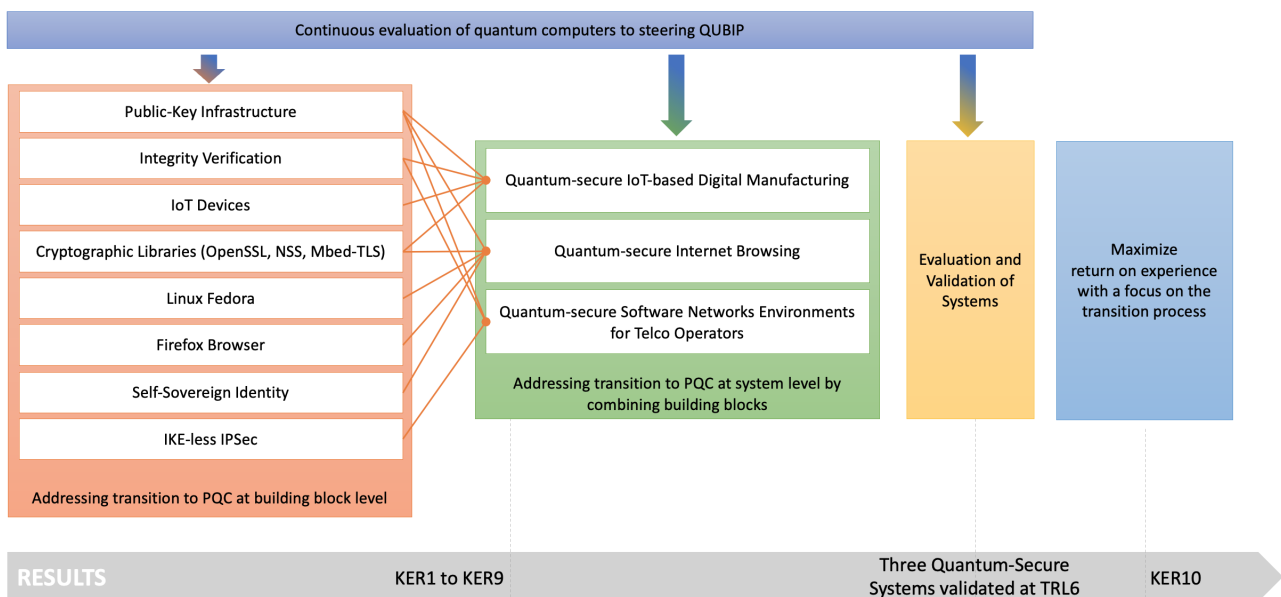 Continuous evaluation of quantum computers to steering QUBIP
Public-Key Infrastructure
Integrity Verification
IoT Devices
Cryptographic Libraries (OpenSSL, NSS, Mbed-TLS)
Linux Fedora
Firefox Browser
Self-Sovereign Identity
IKE-less IPSec
Addressing transition to PQC at building block level
Quantum-secure IoT-based Digital Manufacturing
Quantum-secure Internet Browsing
Quantum-secure Software Networks Environments
for Telco Operators
Addressing transition to PQC at system level by
combining building blocks
Evaluation and
Validation of
Systems
Maximize
return on experience
with a focus on the
transition process
RESULTS
KER1 to KER9
Three Quantum-Secure
Systems validated at TRL6
KER10